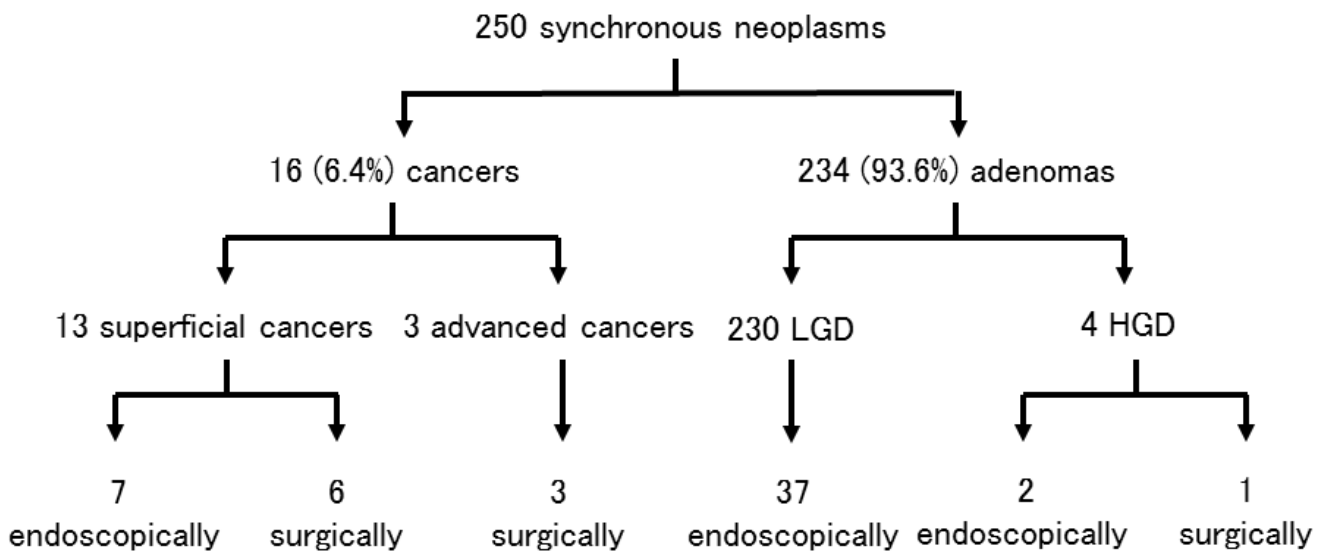 250 synchronous neoplasms
16 (6.4%) cancers
234 (93.6%) adenomas
13 superficial cancers
3 advanced cancers
230 LGD
4 HGD
7
endoscopically
6
surgically
3
surgically
37
endoscopically
2
endoscopically
1
surgically